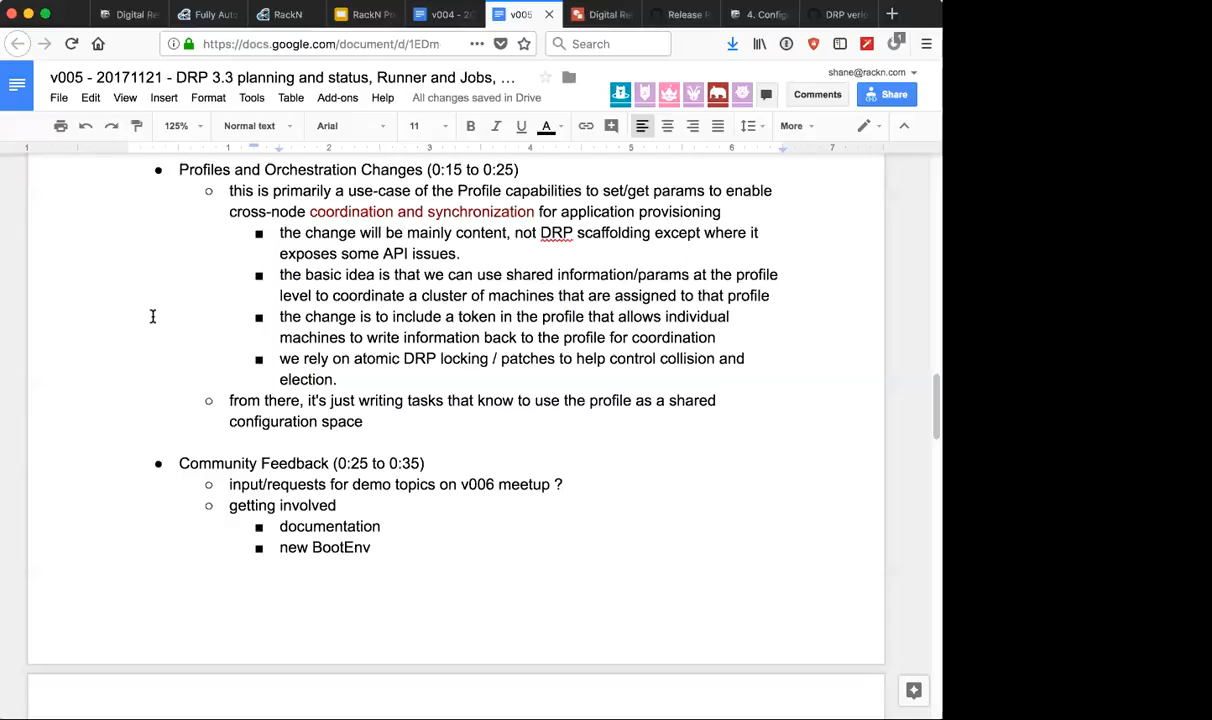 Digital Re
Fully Auto
RackN
RackN Pr
v004 - 20
v005
Digital Re
Release P
4. Config
DRP versi
https://docs.google.com/document/d/1EDm
Search
v005 - 20171121 - DRP 3.3 planning and status, Runner and Jobs, ...
shane@rackn.com
File Edit View Insert Format Tools Table Add-ons Help All changes saved in Drive
Comments
Share
125% Normal text Arial 11 B I U A More
1 1 2 3 4 5 6 7
Profiles and Orchestration Changes (0:15 to 0:25)
this is primarily a use-case of the Profile capabilities to set/get params to enable
cross-node coordination and synchronization for application provisioning
the change will be mainly content, not DRP scaffolding except where it
exposes some API issues.
the basic idea is that we can use shared information/params at the profile
level to coordinate a cluster of machines that are assigned to that profile
the change is to include a token in the profile that allows individual
machines to write information back to the profile for coordination
we rely on atomic DRP locking / patches to help control collision and
election.
from there, it's just writing tasks that know to use the profile as a shared
configuration space
Community Feedback (0:25 to 0:35)
input/requests for demo topics on v006 meetup ?
getting involved
documentation
new BootEnv